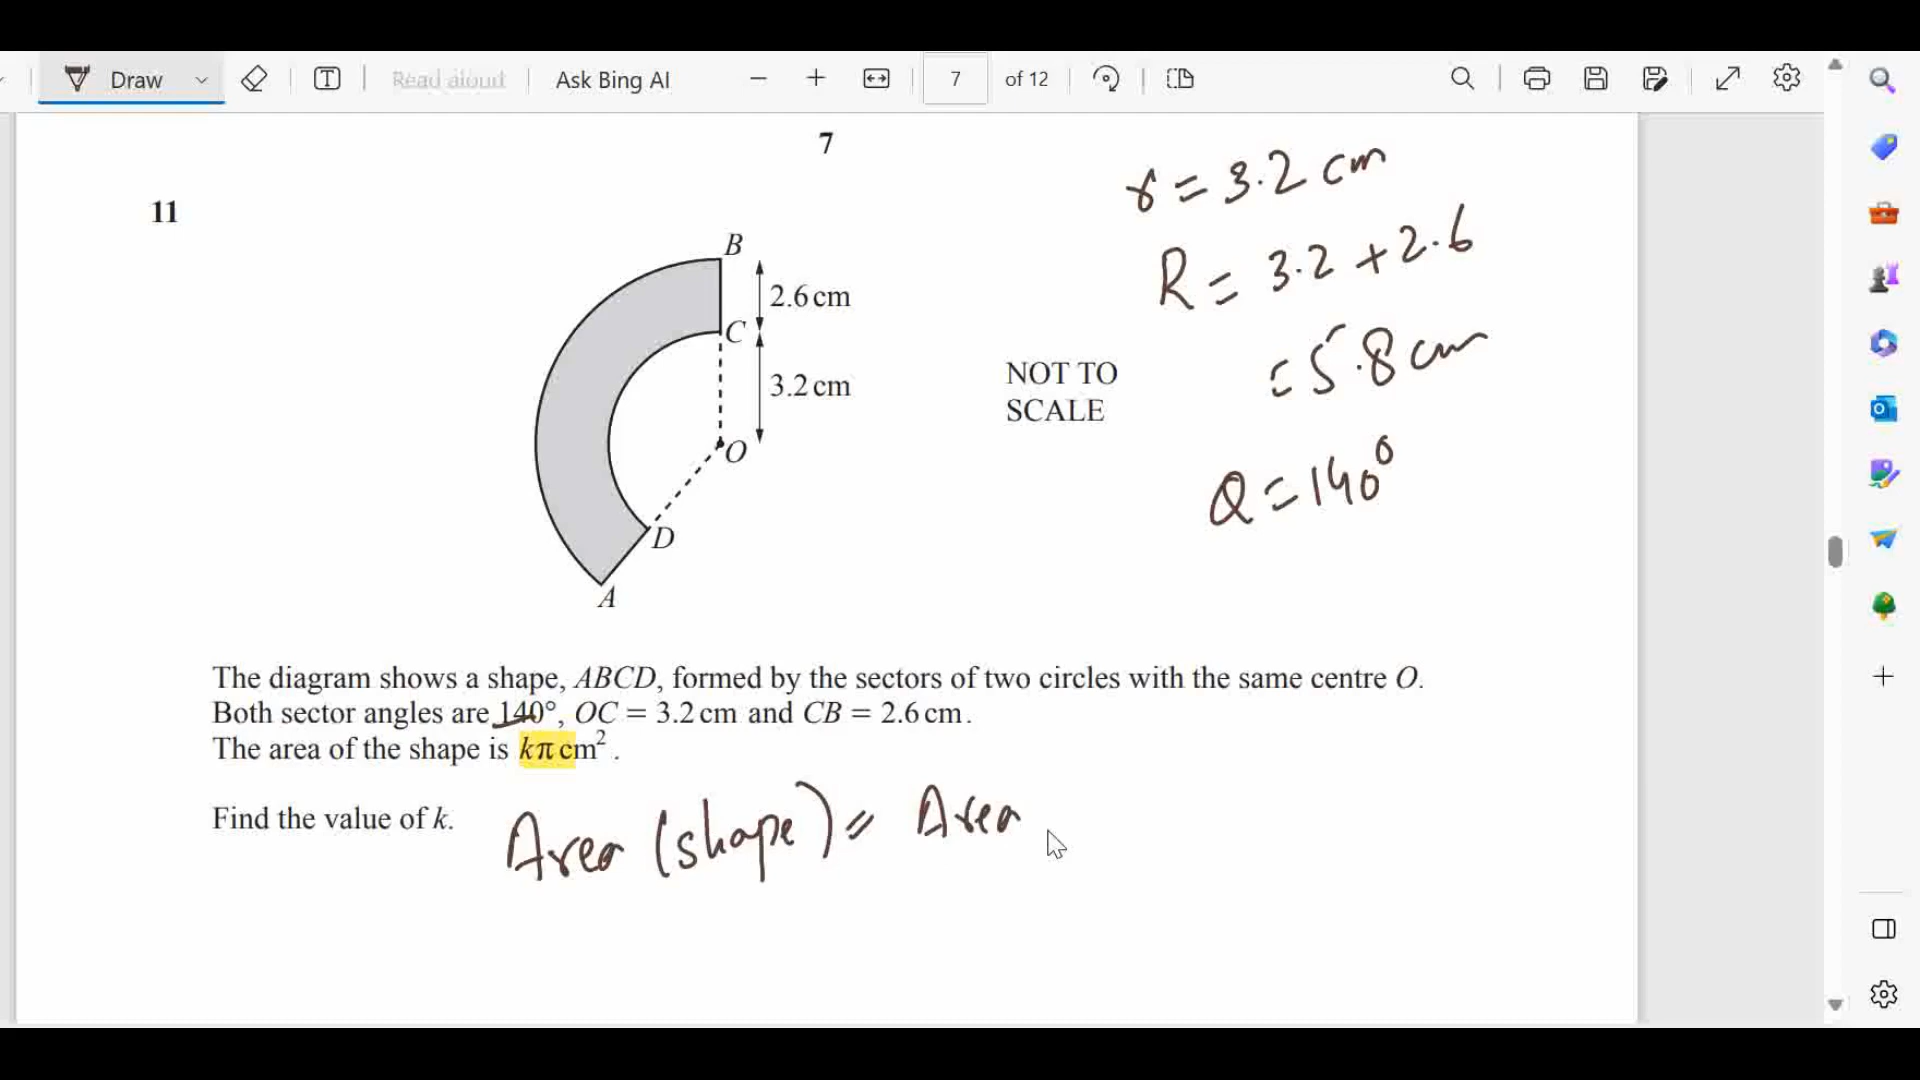 Draw
Read aloud
Ask Bing AI
7
of 12
7
11
B
2.6 cm
C
3.2 cm
O
D
A
NOT TO
SCALE
r = 3.2 cm
R = 3.2 + 2.6
= 5.8 cm
Q = 140°
The diagram shows a shape, ABCD, formed by the sectors of two circles with the same centre O.
Both sector angles are 140°, OC = 3.2 cm and CB = 2.6 cm.
The area of the shape is kπ cm².
Find the value of k.
Area (shape) = Area